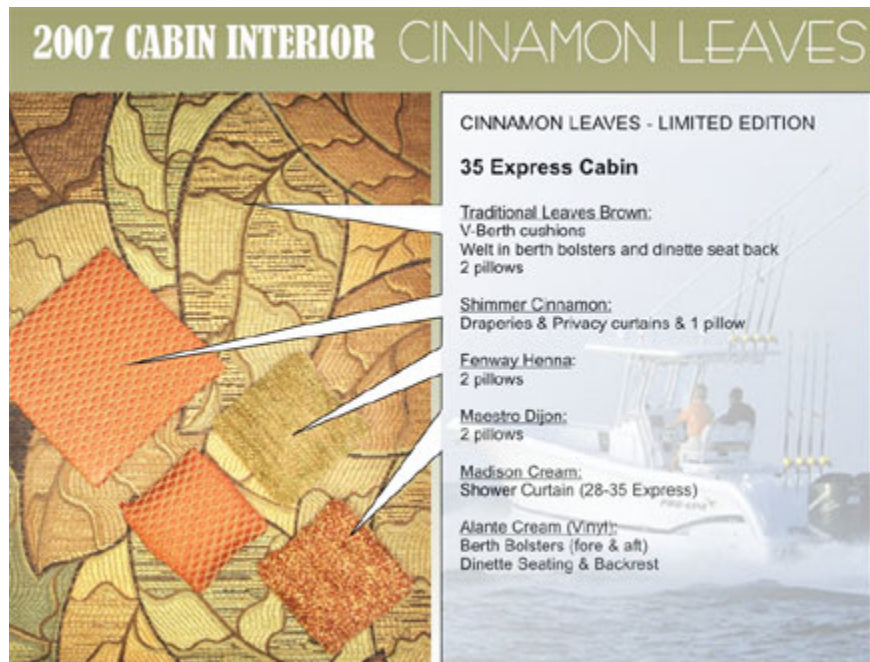 2007 CABIN INTERIOR CINNAMON LEAVES
CINNAMON LEAVES - LIMITED EDITION
35 Express Cabin
Traditional Leaves Brown:
V-Berth cushions
Welt in berth bolsters and dinette seat back
2 pillows
Shimmer Cinnamon:
Draperies & Privacy curtains & 1 pillow
Fenway Henna:
2 pillows
Maestro Dijon:
2 pillows
Madison Cream:
Shower Curtain (28-35 Express)
Alante Cream (Vinyl):
Berth Bolsters (fore & aft)
Dinette Seating & Backrest
PRO-LINE